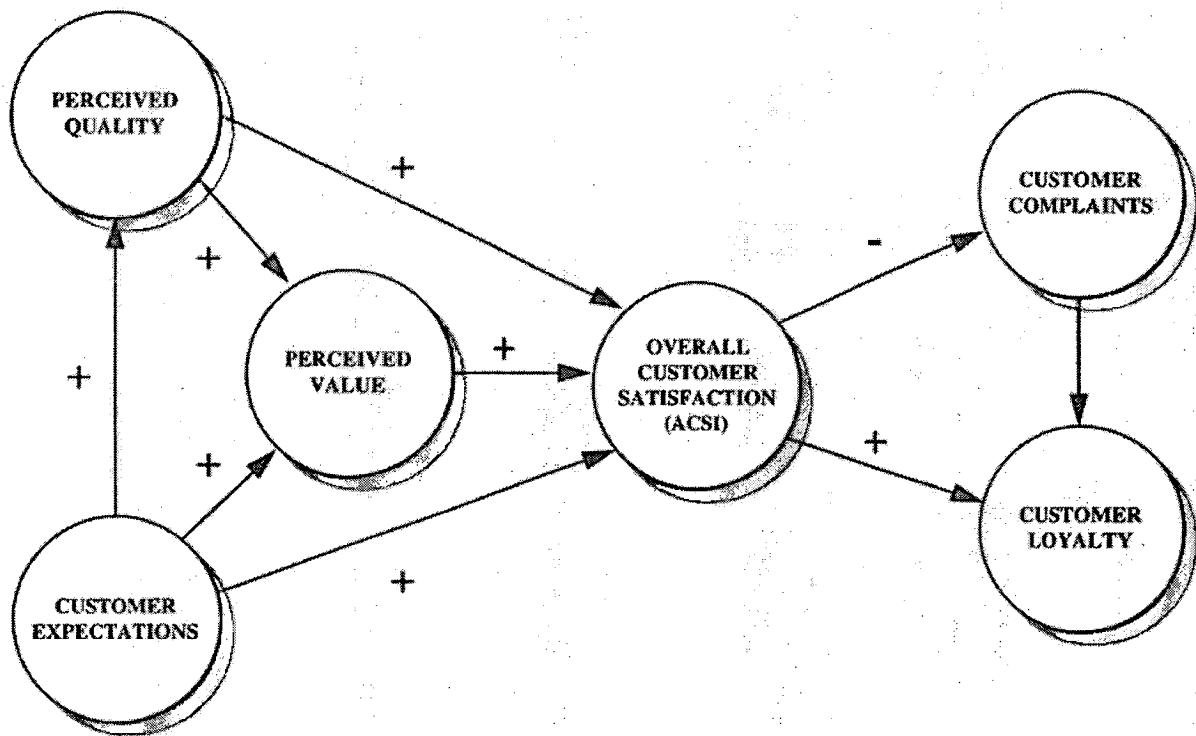 PERCEIVED
QUALITY
+
+
PERCEIVED
VALUE
+
+
+
+
CUSTOMER
EXPECTATIONS
OVERALL
CUSTOMER
SATISFACTION
(ACSI)
-
+
CUSTOMER
COMPLAINTS
CUSTOMER
LOYALTY